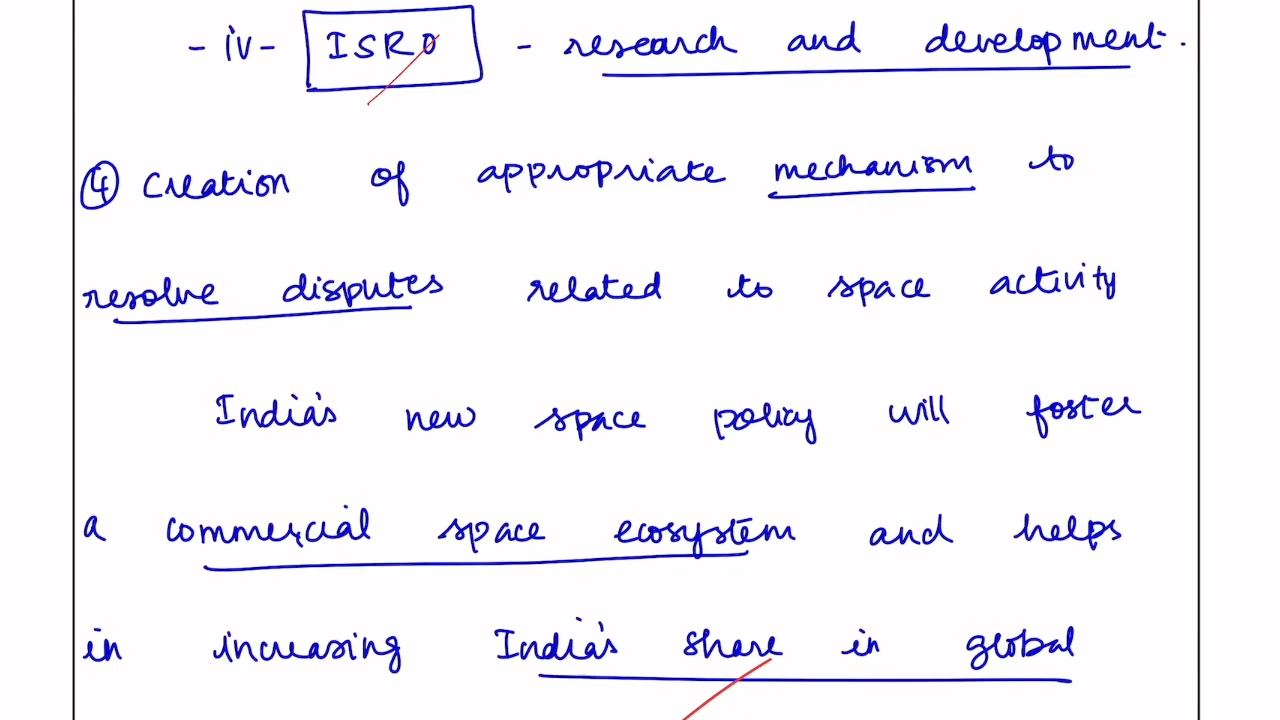 - iv - ISRO - research and development.
④ Creation of appropriate mechanism to
resolve disputes related to space activity
India's new space policy will foster
a commercial space ecosystem and helps
in increasing India's share in global